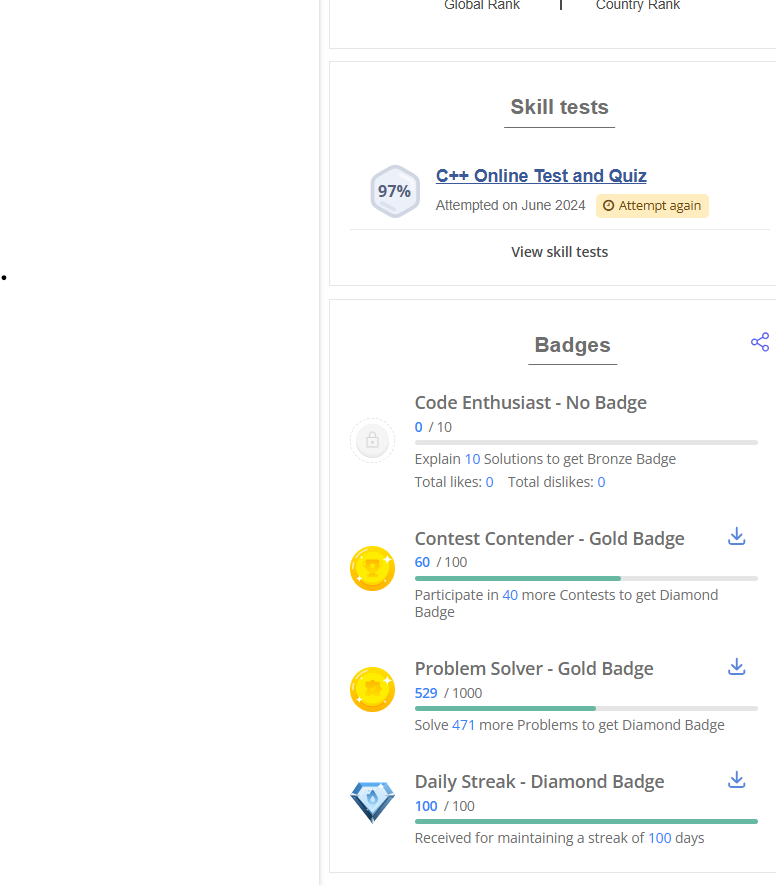 Global Rank | Country Rank
Skill tests
97%
C++ Online Test and Quiz
Attempted on June 2024 Attempt again
View skill tests
.
Badges
Code Enthusiast - No Badge
0 / 10
Explain 10 Solutions to get Bronze Badge
Total likes: 0 Total dislikes: 0
Contest Contender - Gold Badge
60 / 100
Participate in 40 more Contests to get Diamond
Badge
Problem Solver - Gold Badge
529 / 1000
Solve 471 more Problems to get Diamond Badge
Daily Streak - Diamond Badge
100 / 100
Received for maintaining a streak of 100 days